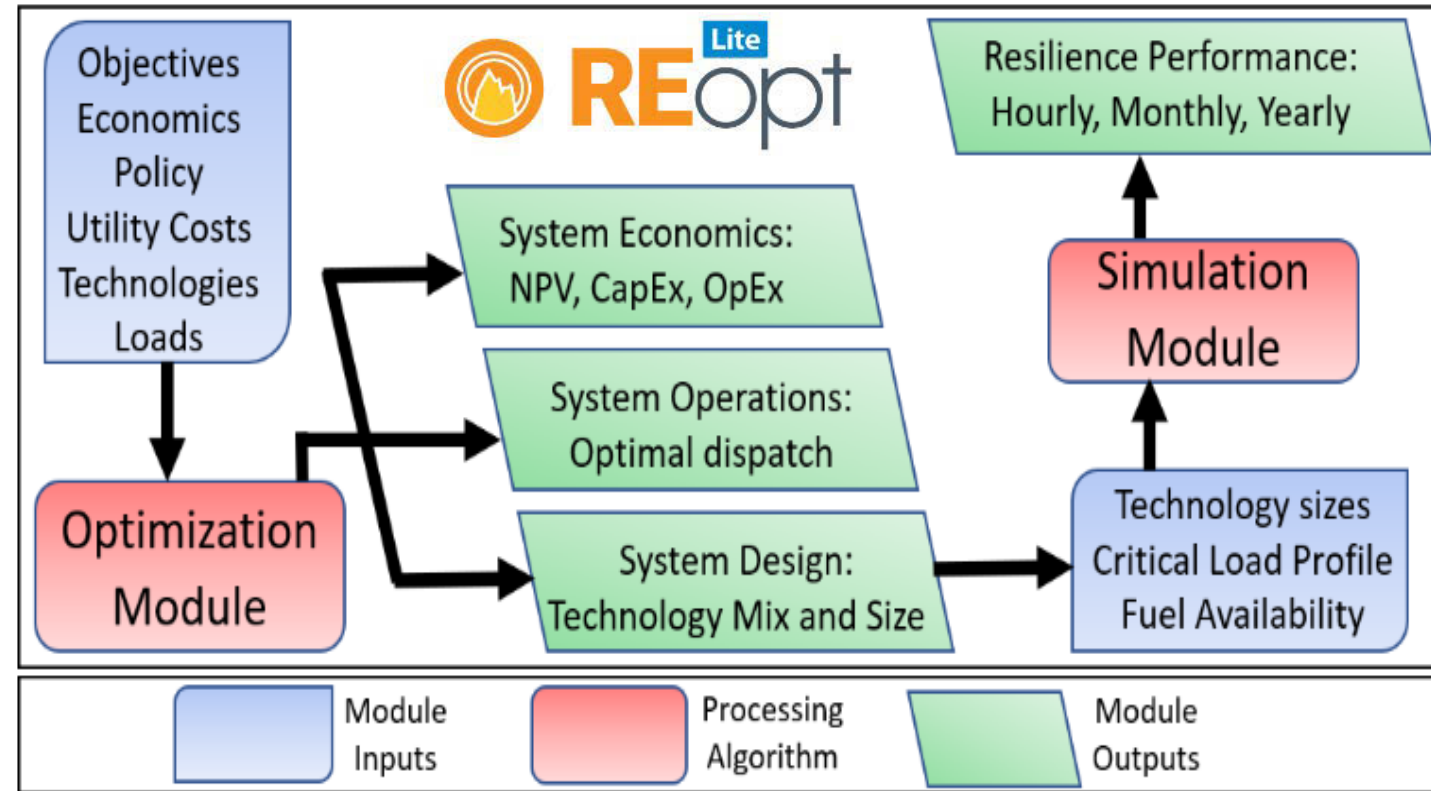 Objectives
Economics
Policy
Utility Costs
Technologies
Loads
Optimization
Module
Lite
REopt
System Economics:
NPV, CapEx, OpEx
System Operations:
Optimal dispatch
System Design:
Technology Mix and Size
Resilience Performance:
Hourly, Monthly, Yearly
Simulation
Module
Technology sizes
Critical Load Profile
Fuel Availability
Module
Inputs
Processing
Algorithm
Module
Outputs